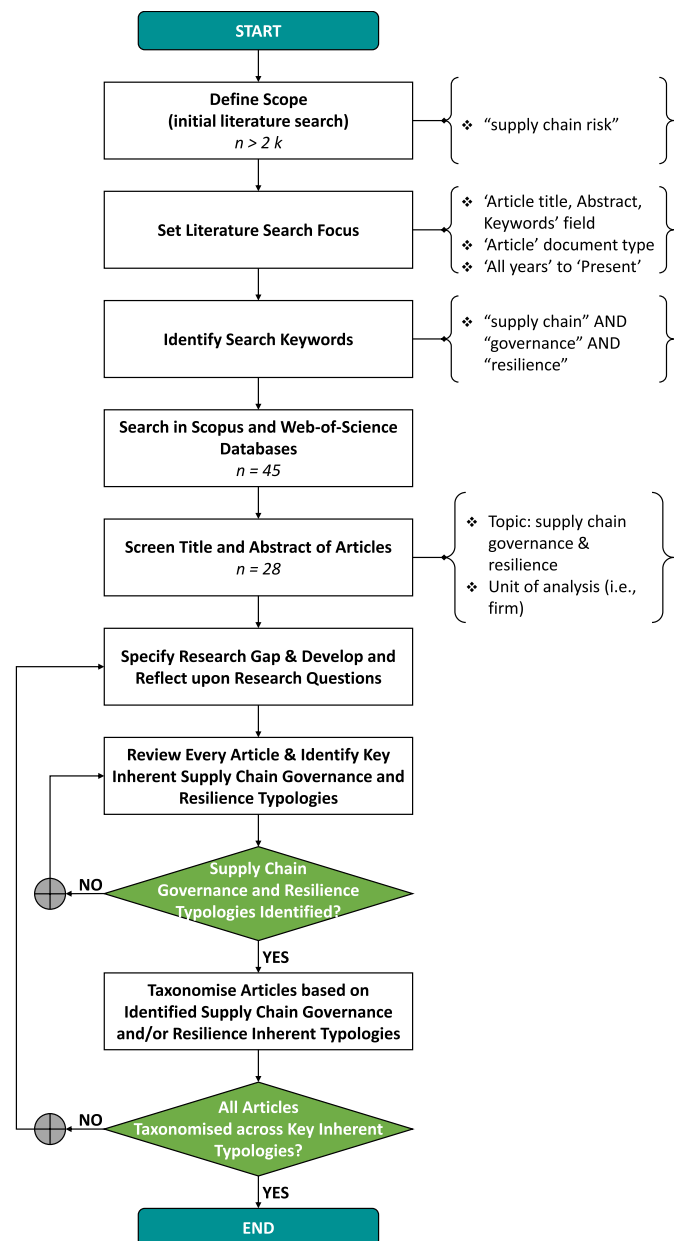 START
Define Scope
(initial literature search)
n > 2 k
❖ “supply chain risk”
Set Literature Search Focus
❖ ‘Article title, Abstract,
Keywords’ field
❖ ‘Article’ document type
❖ ‘All years’ to ‘Present’
Identify Search Keywords
❖ “supply chain” AND
“governance” AND
“resilience”
Search in Scopus and Web-of-Science
Databases
n = 45
Screen Title and Abstract of Articles
n = 28
❖ Topic: supply chain
governance &
resilience
❖ Unit of analysis (i.e.,
firm)
Specify Research Gap & Develop and
Reflect upon Research Questions
Review Every Article & Identify Key
Inherent Supply Chain Governance and
Resilience Typologies
Supply Chain
Governance and Resilience
Typologies Identified?
NO
YES
Taxonomise Articles based on
Identified Supply Chain Governance
and/or Resilience Inherent Typologies
All Articles
Taxonomised across Key Inherent
Typologies?
NO
YES
END